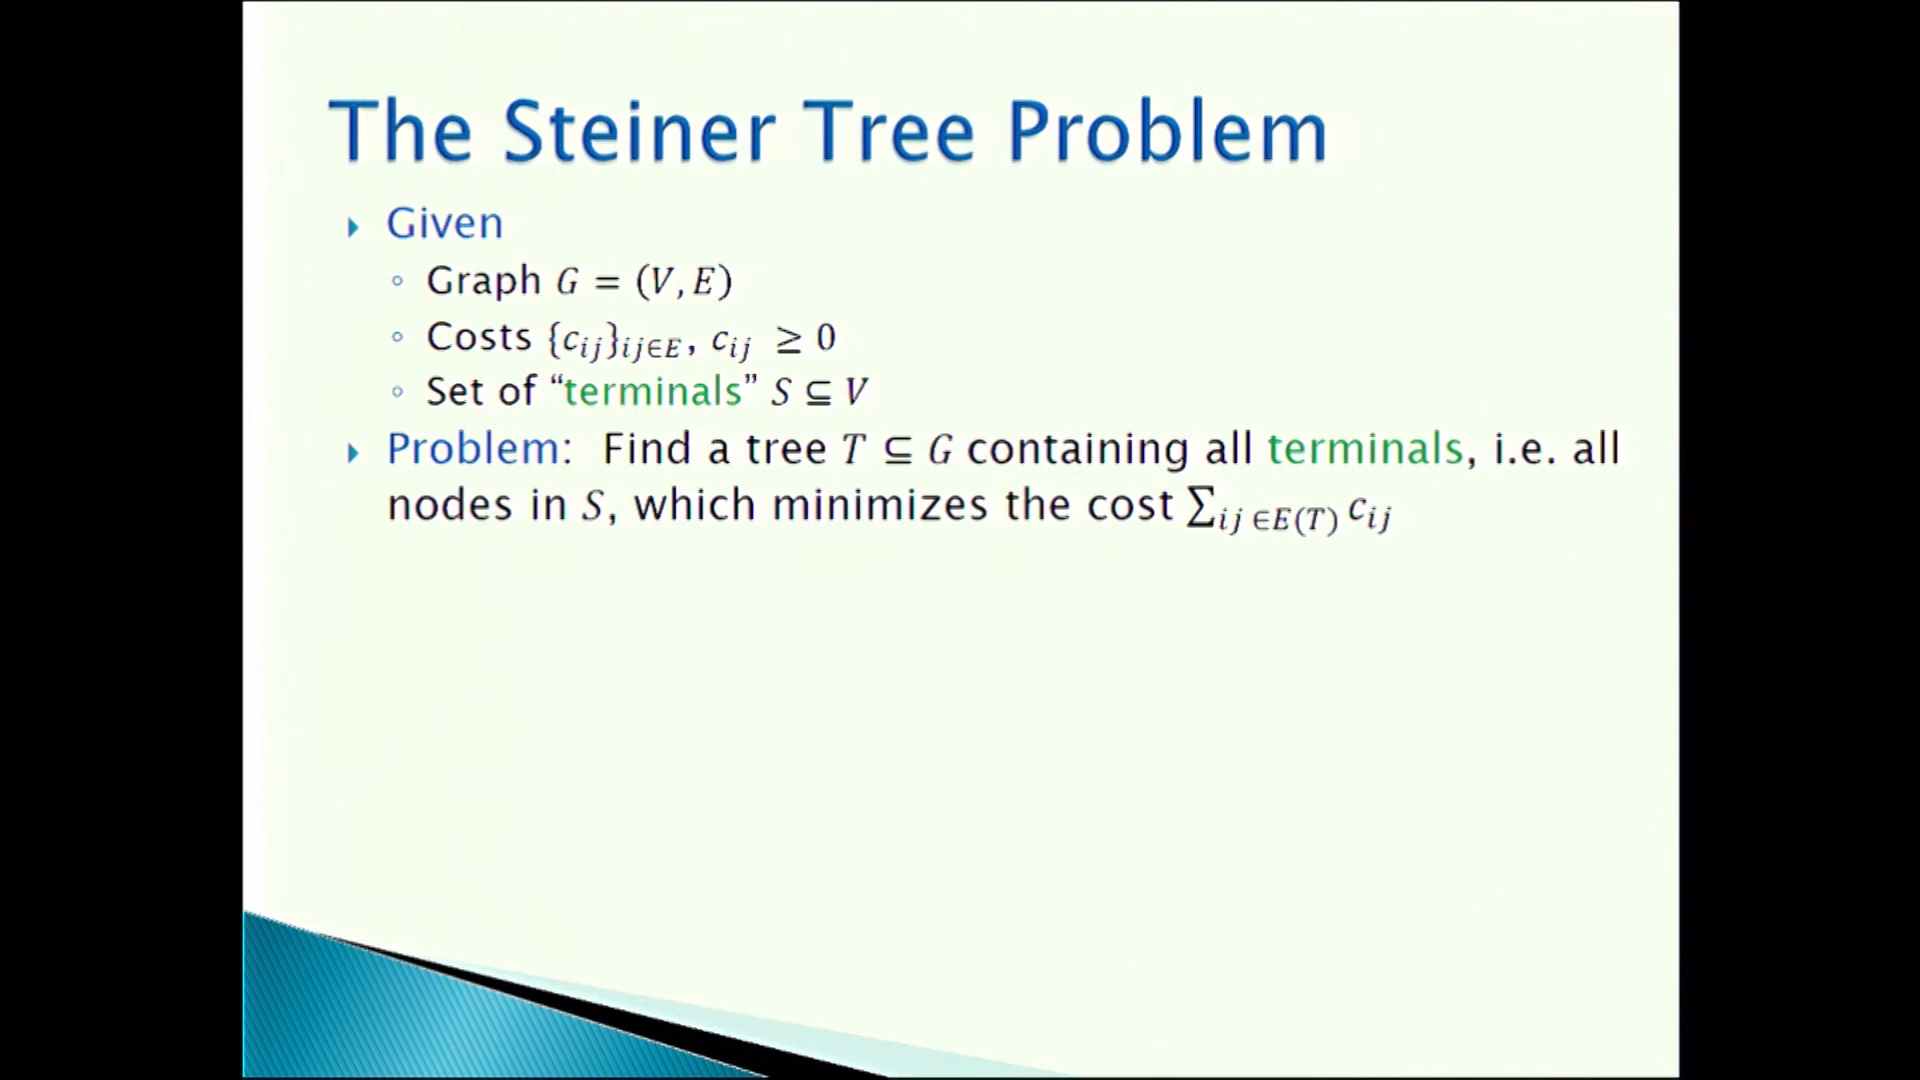 The Steiner Tree Problem
Given
Graph G = (V, E)
Costs {c_ij}_ij∈E, c_ij ≥ 0
Set of “terminals” S ⊆ V
Problem: Find a tree T ⊆ G containing all terminals, i.e. all
nodes in S, which minimizes the cost ∑_ij ∈E(T) c_ij